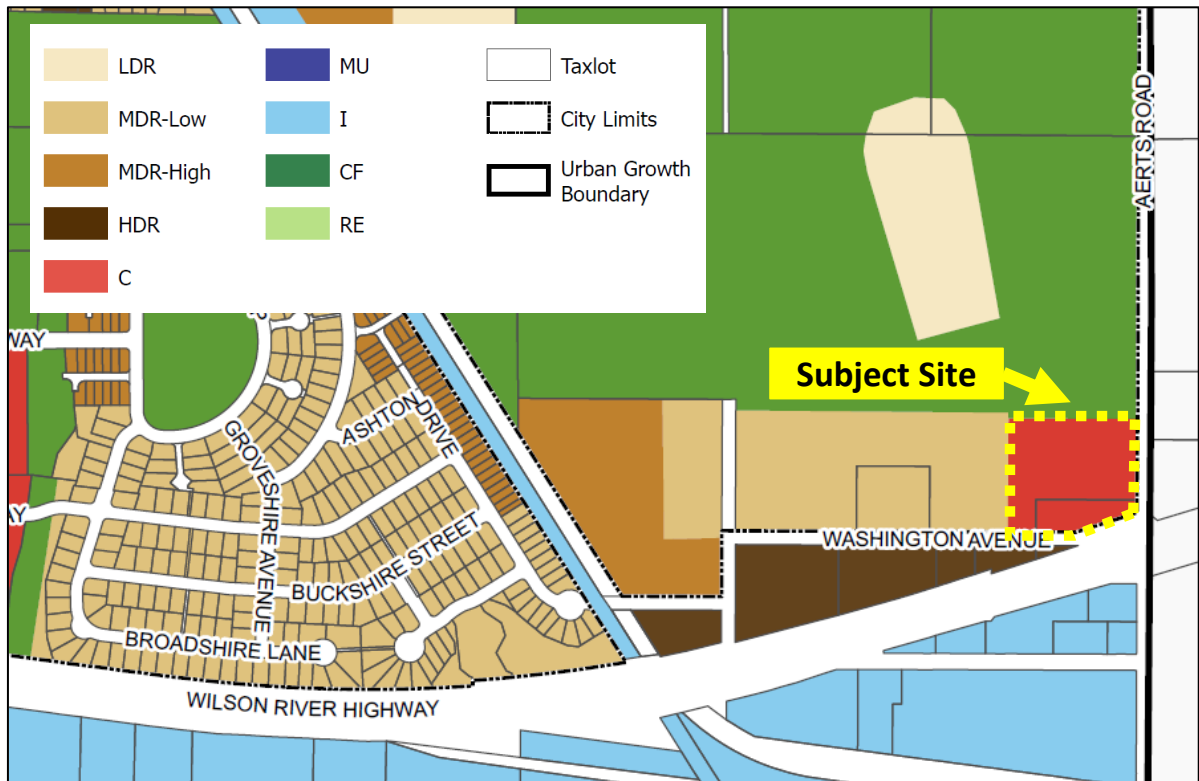 LDR
MDR-Low
MDR-High
HDR
C
MU
I
CF
RE
Taxlot
City Limits
Urban Growth
Boundary
AERTS ROAD
WAY
Subject Site
ASHTON
DRIVE
GROVESHIRE AVENUE
BUCKSHIRE STREET
BROADSHIRE LANE
WASHINGTON AVENUE
WILSON RIVER HIGHWAY